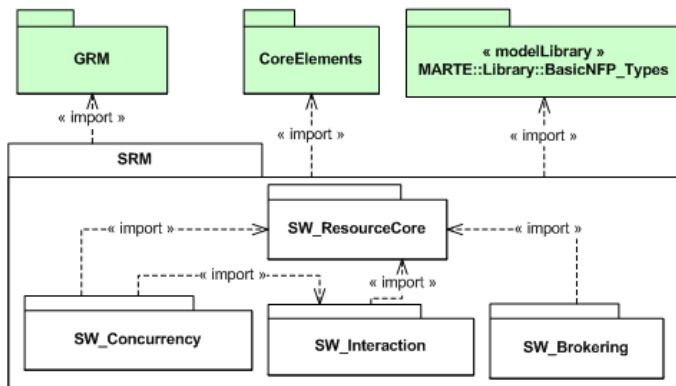 GRM
CoreElements
« modelLibrary »
MARTE::Library::BasicNFP_Types
« import »
« import »
« import »
SRM
« import »
SW_ResourceCore
« import »
« import »
« import »
SW_Concurrency
SW_Interaction
SW_Brokering